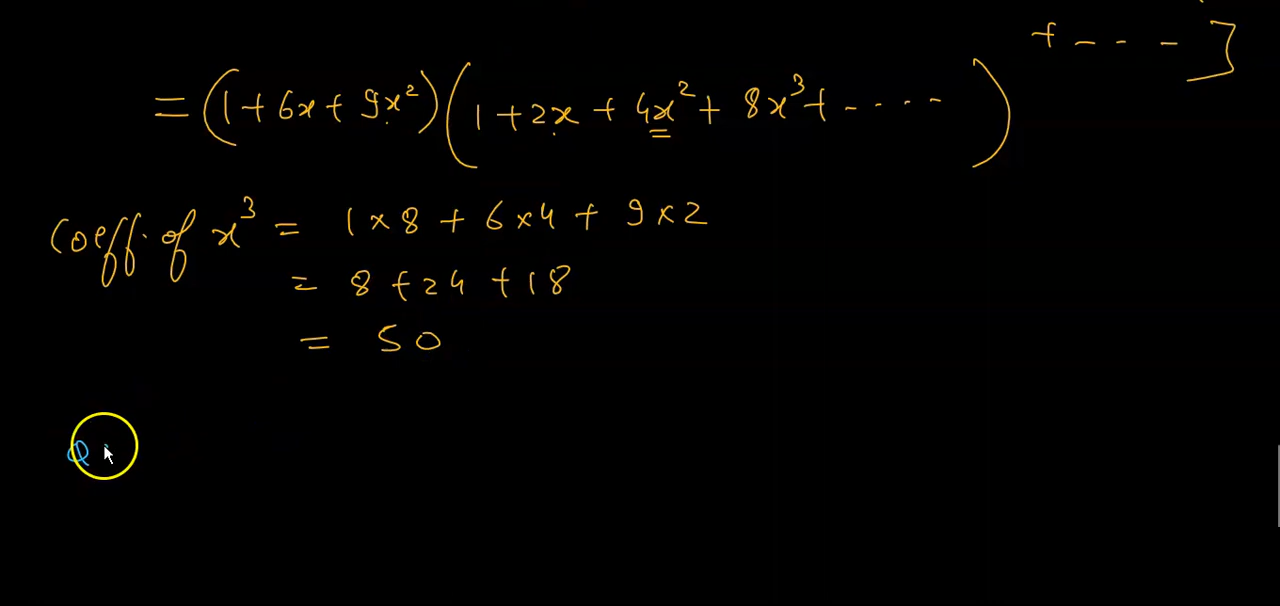 + - - - ]
= (1 + 6x + 9x²) (1 + 2x + 4x² + 8x³ + - - - - -)
Coeff. of x³ = 1 × 8 + 6 × 4 + 9 × 2
= 8 + 24 + 18
= 50
Q